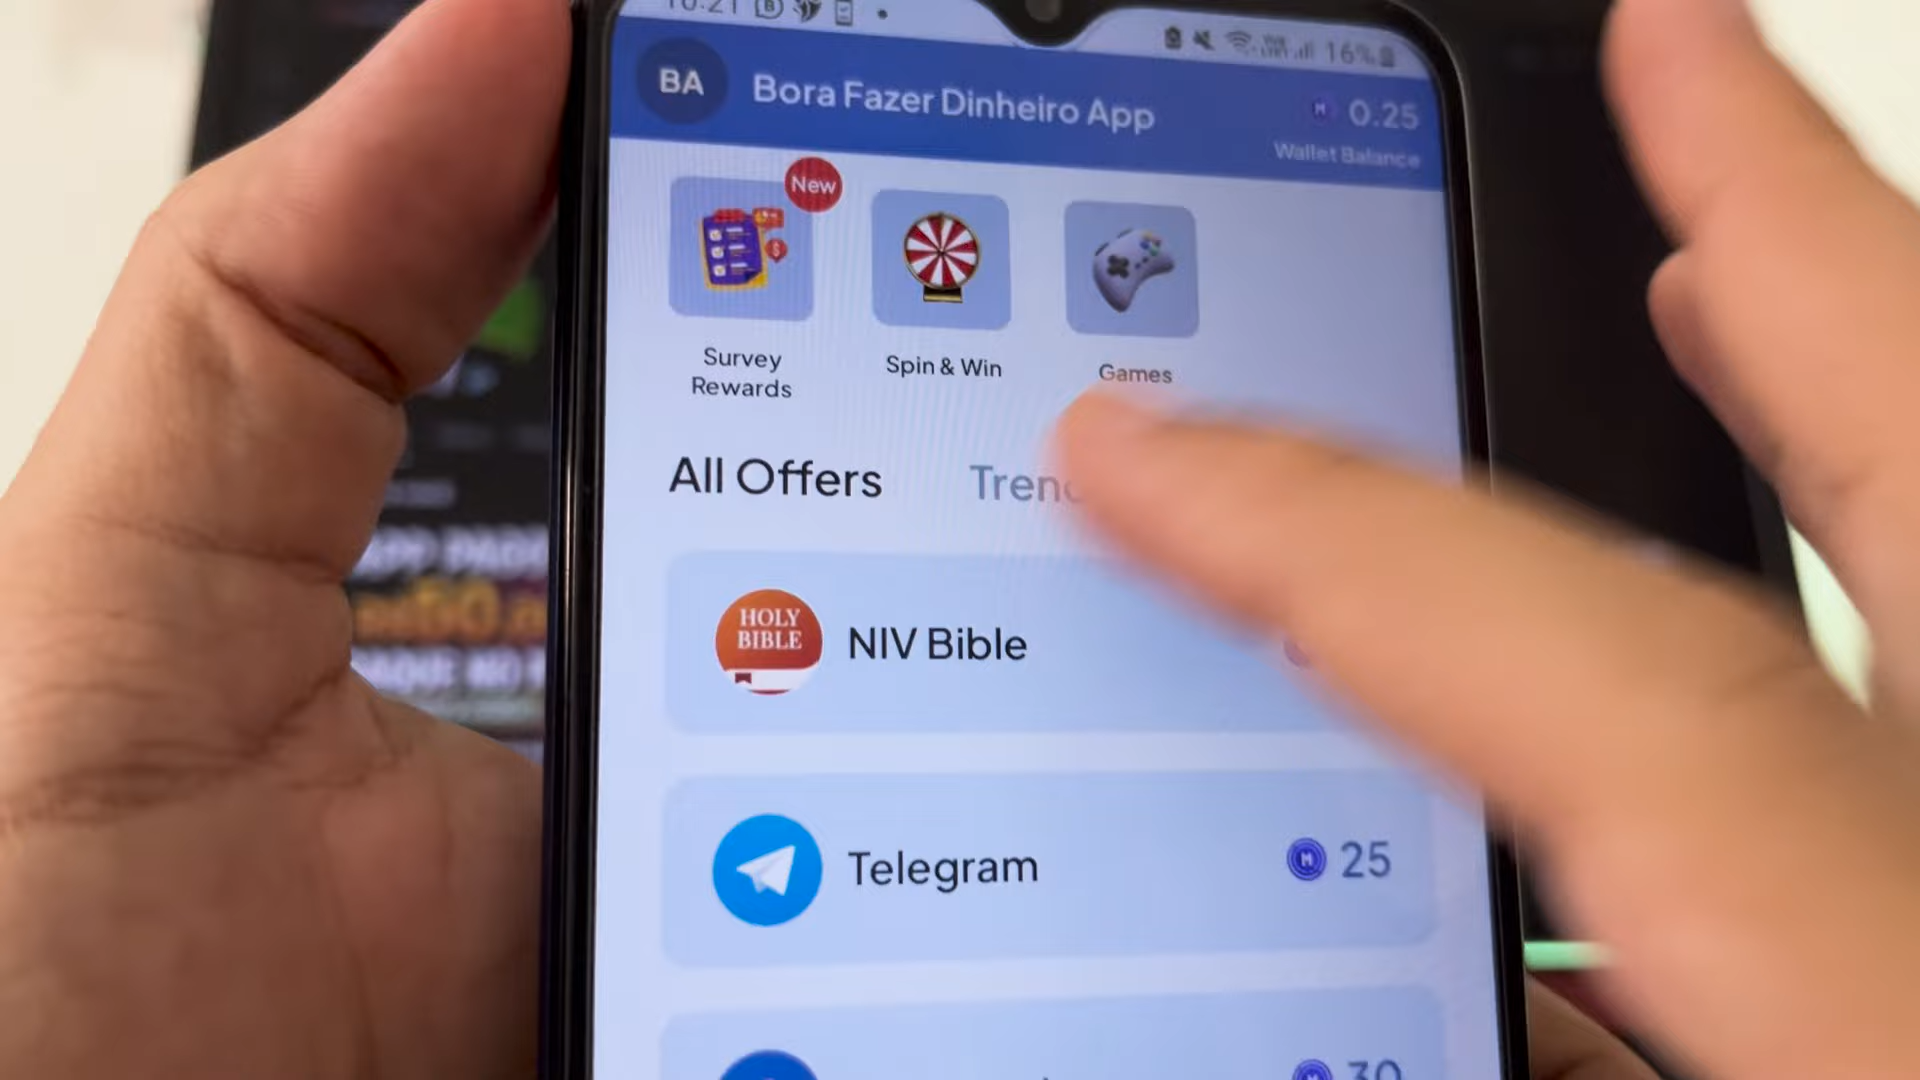 10:21
16%
BA
Bora Fazer Dinheiro App
M 0.25
Wallet Balance
New
Survey
Rewards
Spin & Win
Games
All Offers
Tren
HOLY
BIBLE
NIV Bible
Telegram
M 25
30